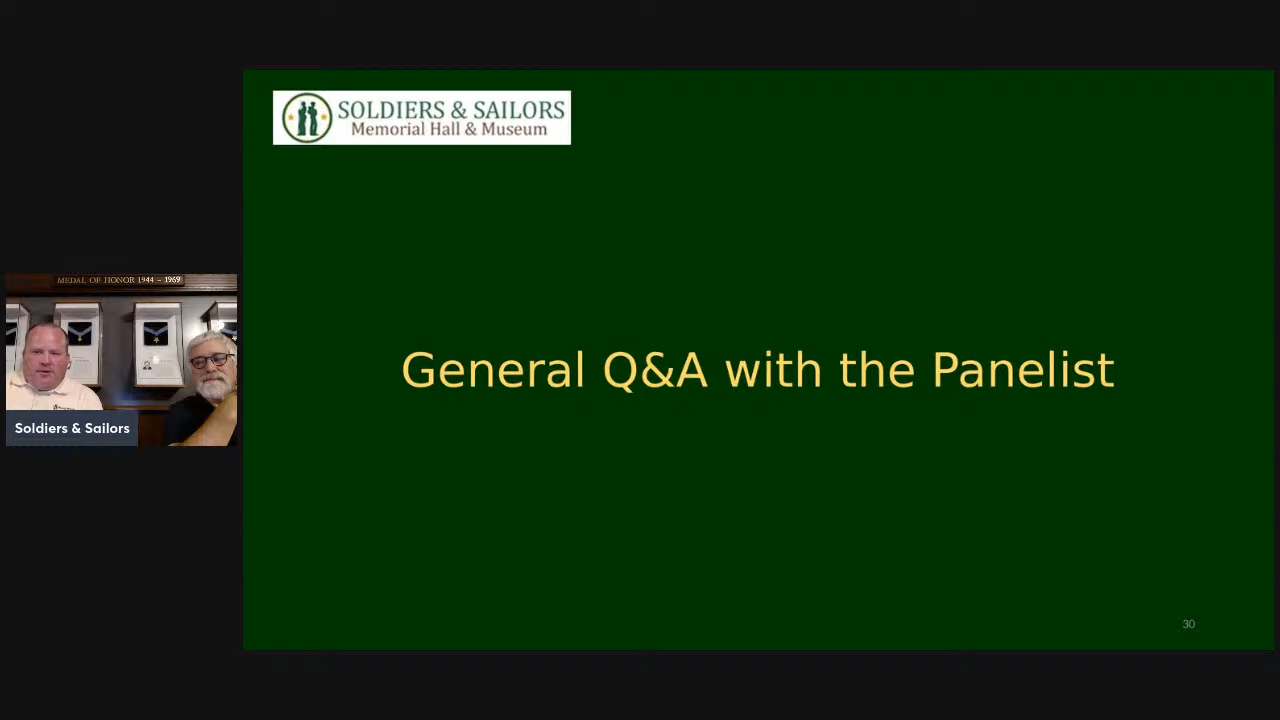 SOLDIERS & SAILORS
Memorial Hall & Museum
MEDAL OF HONOR 1944 – 1969
General Q&A with the Panelist
Soldiers & Sailors
30